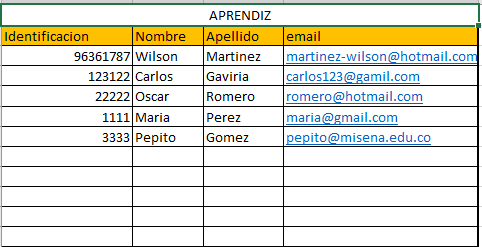 APRENDIZ
Identificacion Nombre Apellido email
96361787 Wilson Martinez martinez-wilson@hotmail.com
123122 Carlos Gaviria carlos123@gamil.com
22222 Oscar Romero romero@hotmail.com
1111 Maria Perez maria@gmail.com
3333 Pepito Gomez pepito@misena.edu.co